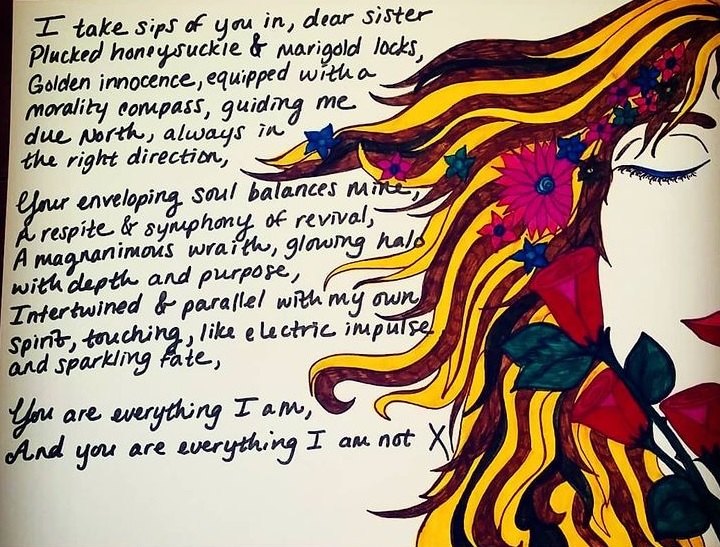 I take sips of you in, dear sister
Plucked honeysuckle & marigold locks,
Golden innocence, equipped with a
morality compass, guiding me
due North, always in
the right direction,
Your enveloping soul balances mine,
A respite & symphony of revival,
A magnanimous wraith, glowing halo
with depth and purpose,
Intertwined & parallel with my own
spirit, touching, like electric impulse
and sparkling fate,
You are everything I am,
And you are everything I am not X